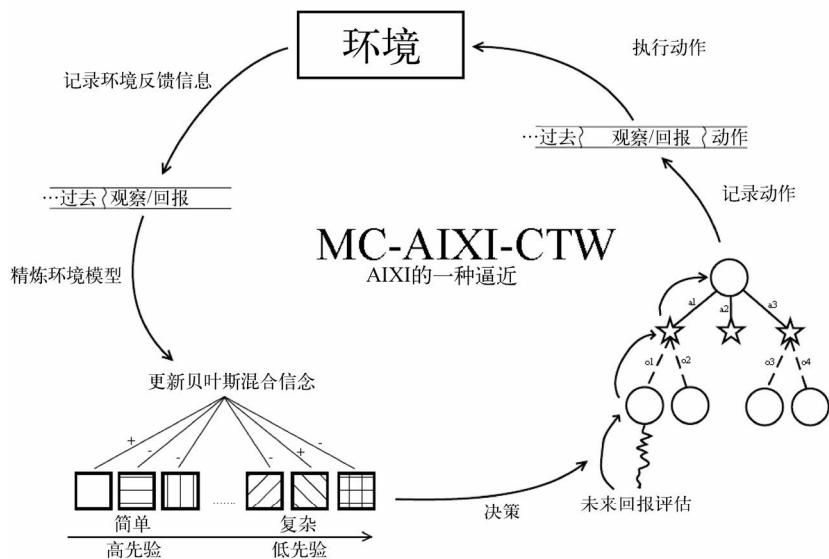 环境
执行动作
记录环境反馈信息
…过去 观察/回报 动作
…过去 观察/回报
记录动作
MC-AIXI-CTW
AIXI的一种逼近
精炼环境模型
a1 a2 a3
o1 o2 o3 o4
更新贝叶斯混合信念
+ - - - + -
.......
简单 复杂
高先验 低先验
决策
未来回报评估